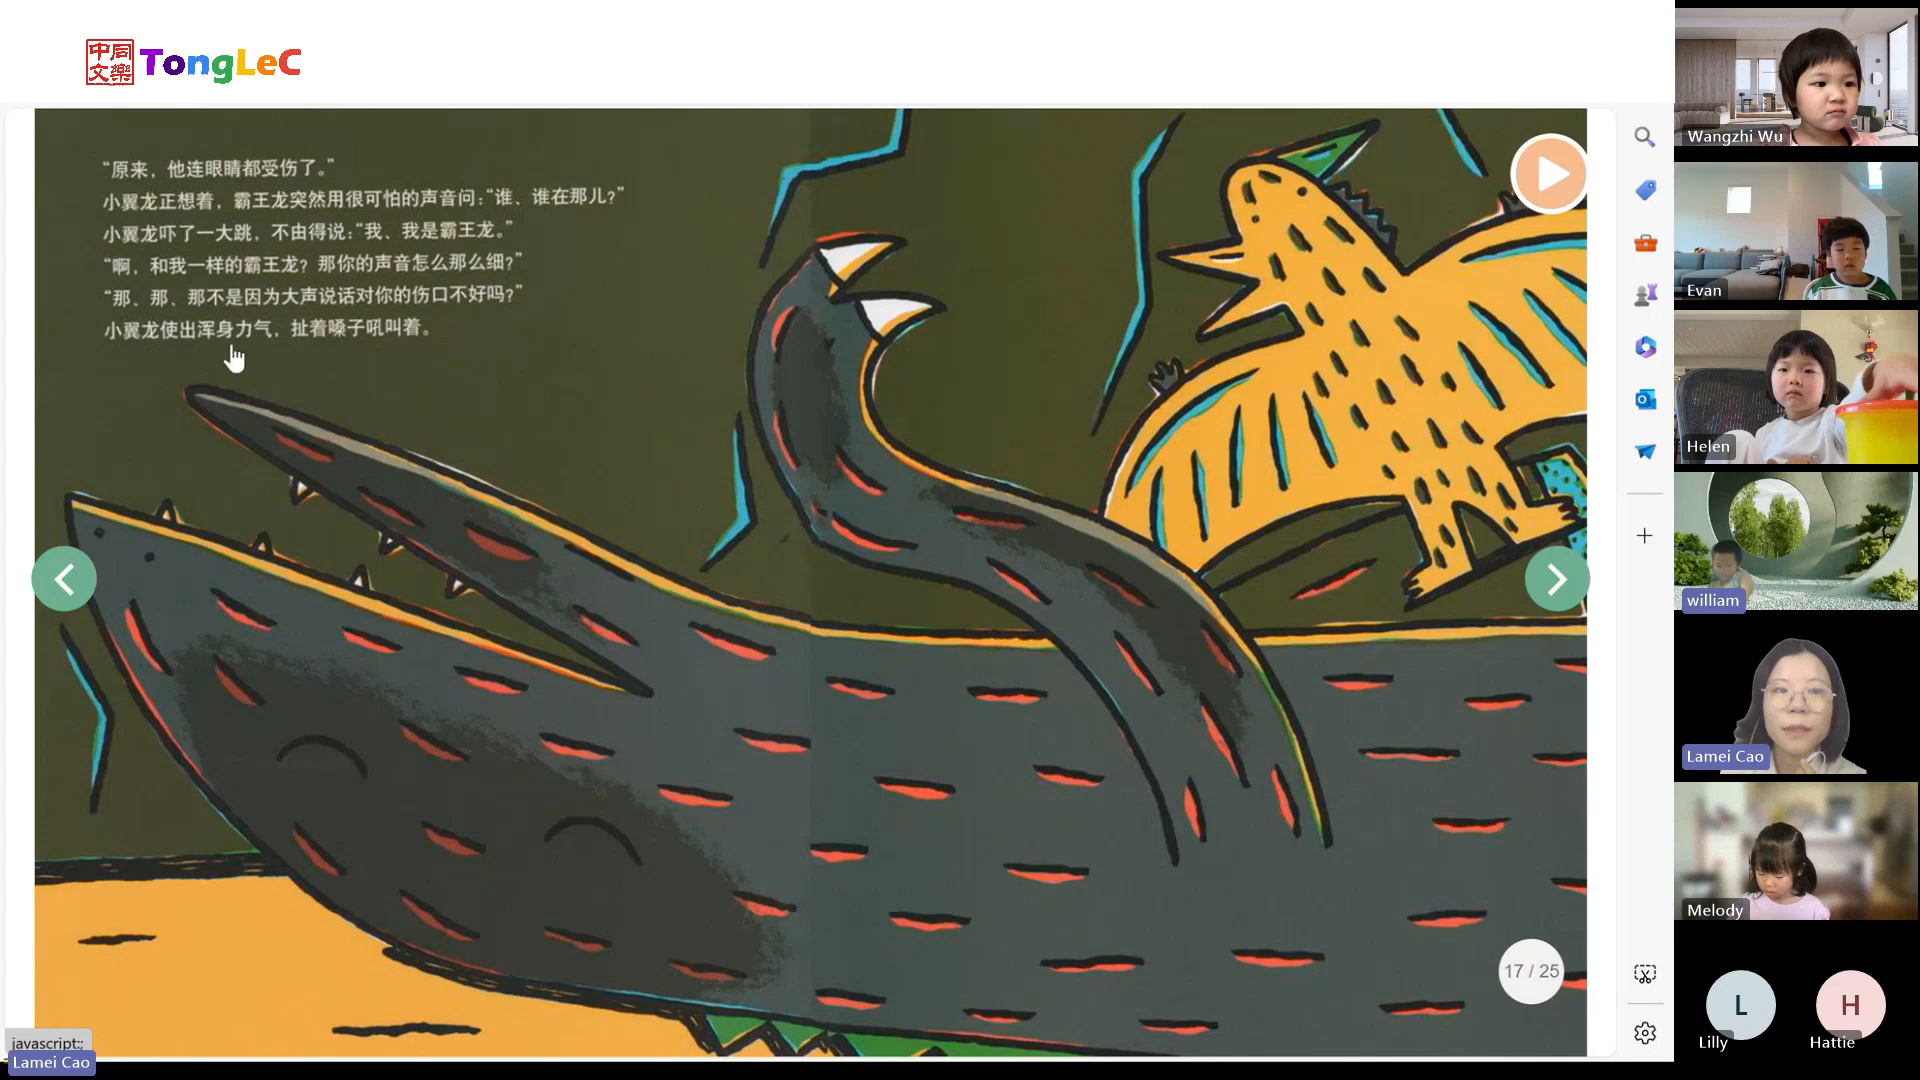 中同
文樂
TongLeC
“原来，他连眼睛都受伤了。”
小翼龙正想着，霸王龙突然用很可怕的声音问：“谁、谁在那儿？”
小翼龙吓了一大跳，不由得说：“我、我是霸王龙。”
“啊，和我一样的霸王龙？那你的声音怎么那么细？”
“那、那、那不是因为大声说话对你的伤口不好吗？”
小翼龙使出浑身力气，扯着嗓子吼叫着。
17 / 25
javascript:;
Lamei Cao
Wangzhi Wu
Evan
Helen
william
Lamei Cao
Melody
L
Lilly
H
Hattie